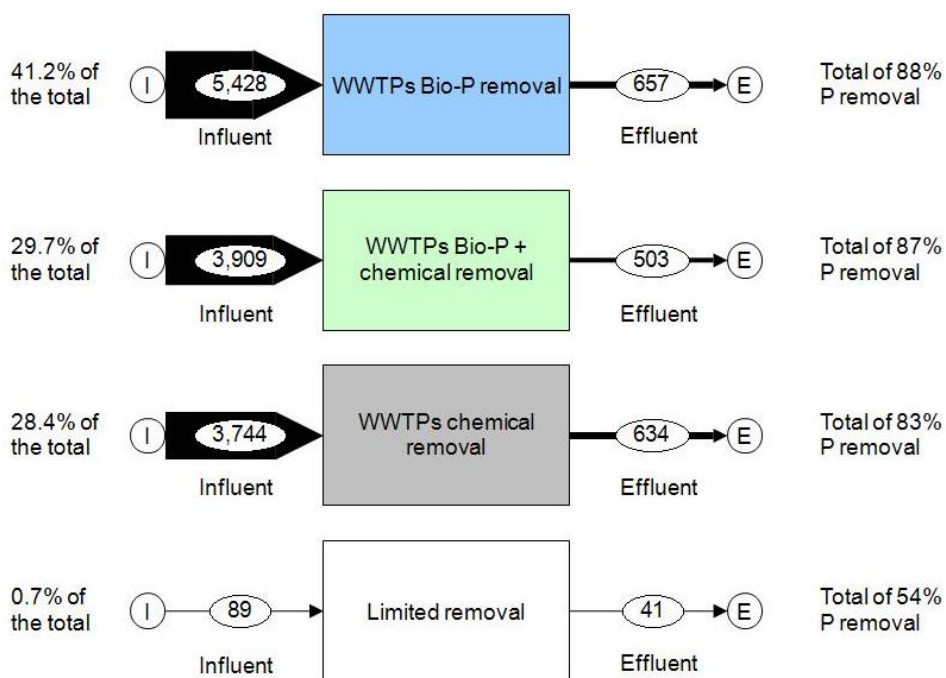 41.2% of
the total
I
5,428
Influent
WWTPs Bio-P removal
657
Effluent
E
Total of 88%
P removal
29.7% of
the total
I
3,909
Influent
WWTPs Bio-P +
chemical removal
503
Effluent
E
Total of 87%
P removal
28.4% of
the total
I
3,744
Influent
WWTPs chemical
removal
634
Effluent
E
Total of 83%
P removal
0.7% of
the total
I
89
Influent
Limited removal
41
Effluent
E
Total of 54%
P removal